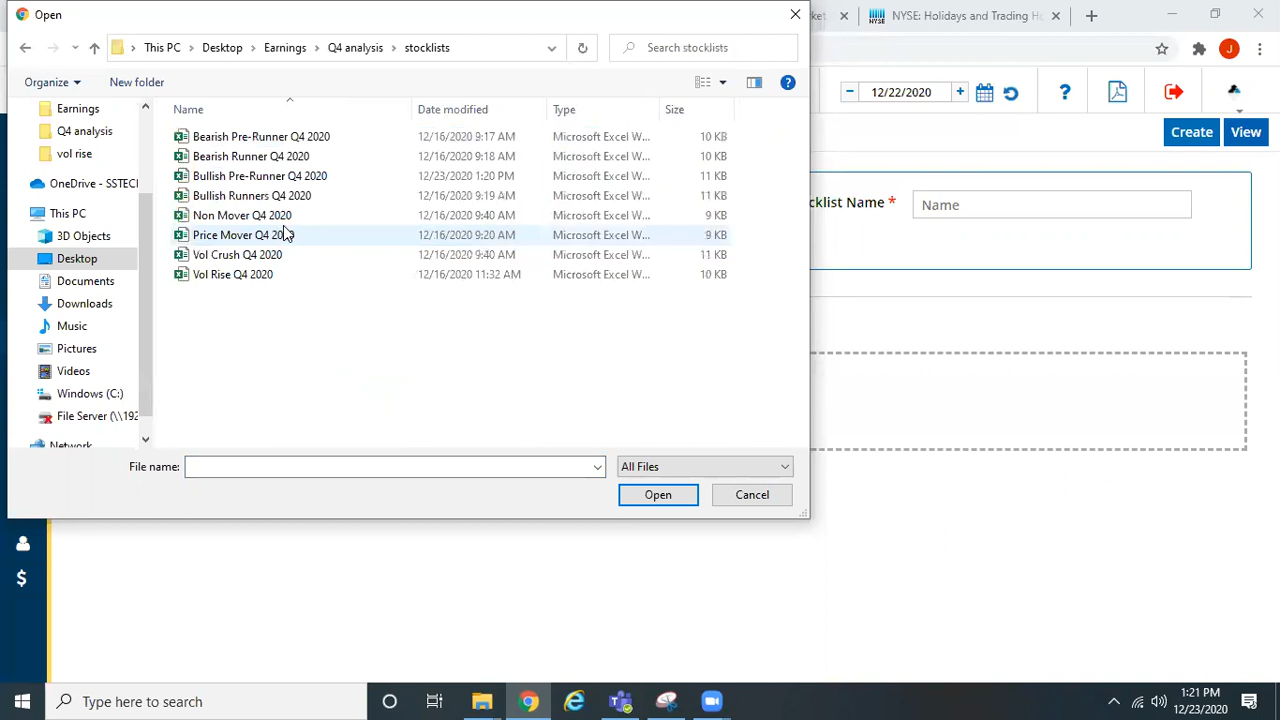 Open
arket
NYSE: Holidays and Trading Ho
This PC
Desktop
Earnings
Q4 analysis
stocklists
Search stocklists
J
Organize
New folder
12/22/2020
Create
View
Name
Date modified
Type
Size
Earnings
Q4 analysis
vol rise
OneDrive - SSTECH
This PC
3D Objects
Desktop
Documents
Downloads
Music
Pictures
Videos
Windows (C:)
File Server (\\192
Network
Bearish Pre-Runner Q4 2020 12/16/2020 9:17 AM Microsoft Excel W... 10 KB
Bearish Runner Q4 2020 12/16/2020 9:18 AM Microsoft Excel W... 10 KB
Bullish Pre-Runner Q4 2020 12/23/2020 1:20 PM Microsoft Excel W... 11 KB
Bullish Runners Q4 2020 12/16/2020 9:19 AM Microsoft Excel W... 11 KB
Non Mover Q4 2020 12/16/2020 9:40 AM Microsoft Excel W... 9 KB
Price Mover Q4 2020 12/16/2020 9:20 AM Microsoft Excel W... 9 KB
Vol Crush Q4 2020 12/16/2020 9:40 AM Microsoft Excel W... 11 KB
Vol Rise Q4 2020 12/16/2020 11:32 AM Microsoft Excel W... 10 KB
cklist Name *
Name
File name:
All Files
Open
Cancel
$
Type here to search
1:21 PM
12/23/2020